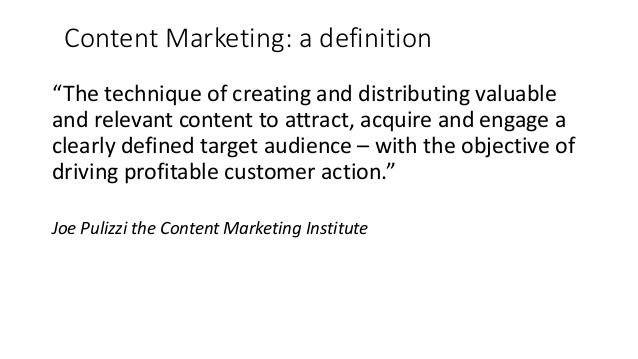 Content Marketing: a definition
“The technique of creating and distributing valuable
and relevant content to attract, acquire and engage a
clearly defined target audience – with the objective of
driving profitable customer action.”
Joe Pulizzi the Content Marketing Institute